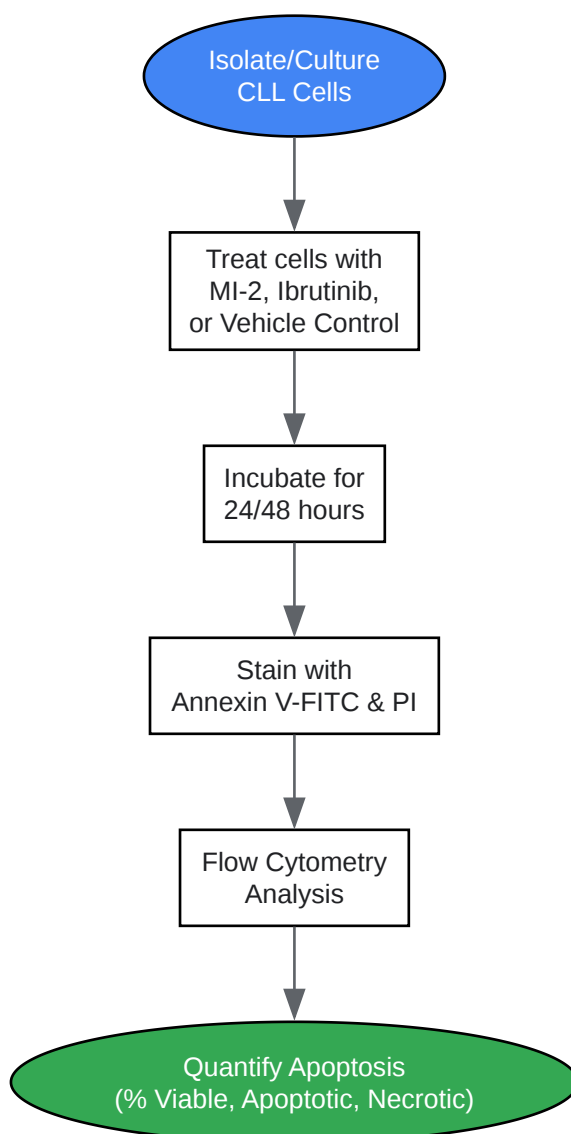 Isolate/Culture
CLL Cells
Treat cells with
MI-2, Ibrutinib,
or Vehicle Control
Incubate for
24/48 hours
Stain with
Annexin V-FITC & PI
Flow Cytometry
Analysis
Quantify Apoptosis
(% Viable, Apoptotic, Necrotic)